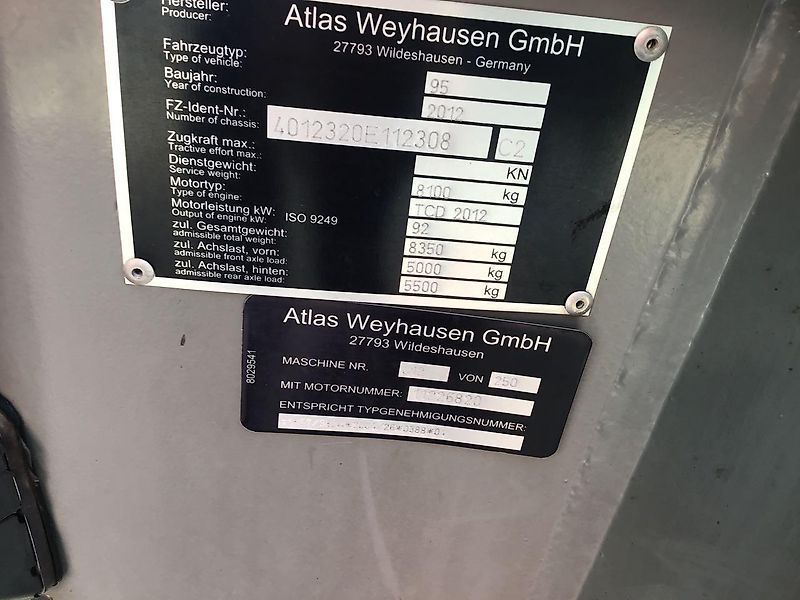 Hersteller:
Producer:
Atlas Weyhausen GmbH
27793 Wildeshausen - Germany
Fahrzeugtyp:
Type of vehicle:
95
Baujahr:
Year of construction:
2012
FZ-Ident-Nr.:
Number of chassis:
4012320E112308 C2
Zugkraft max.:
Tractive effort max.:
KN
Dienstgewicht:
Service weight:
8100 kg
Motortyp:
Type of engine:
TCD 2012
Motorleistung kW:
Output of engine kW:
ISO 9249
92
zul. Gesamtgewicht:
admissible total weight:
8350 kg
zul. Achslast, vorn:
admissible front axle load:
5000 kg
zul. Achslast, hinten:
admissible rear axle load:
5500 kg
Atlas Weyhausen GmbH
27793 Wildeshausen
8029541
MASCHINE NR. VON 250
MIT MOTORNUMMER:
ENTSPRICHT TYPGENEHMIGUNGSNUMMER: